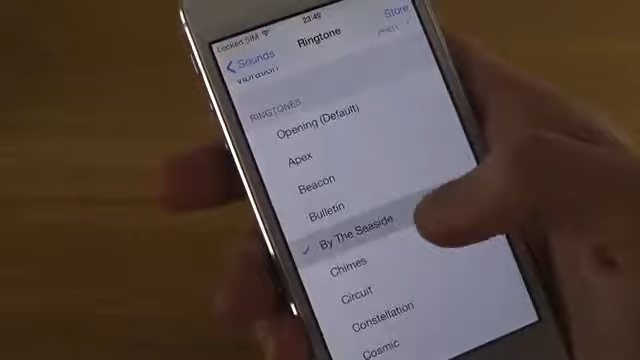 Locked SIM 23:49
Sounds Ringtone Store
Vibration
RINGTONES
Opening (Default)
Apex
Beacon
Bulletin
By The Seaside
Chimes
Circuit
Constellation
Cosmic